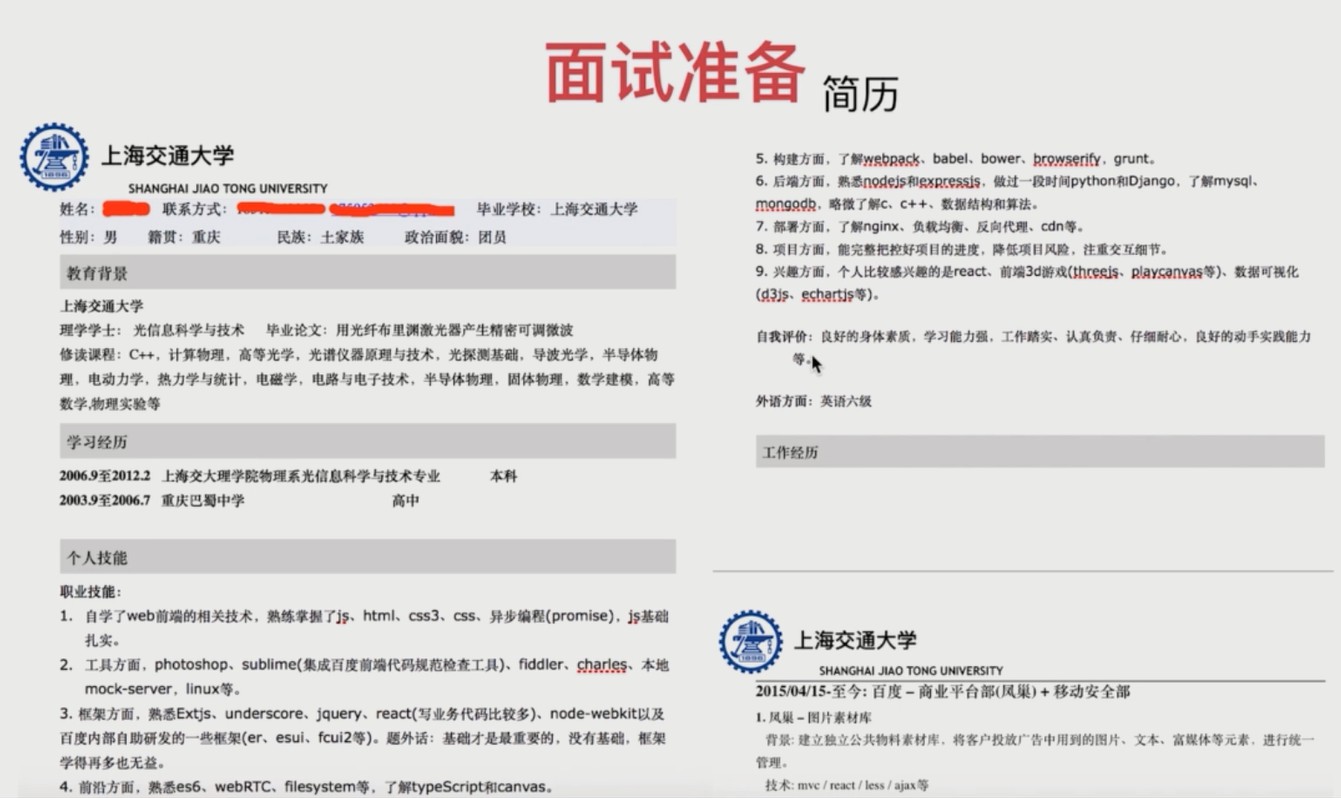 面试准备 简历
上海交通大学
SHANGHAI JIAO TONG UNIVERSITY
姓名： 联系方式： 毕业学校：上海交通大学
性别：男 籍贯：重庆 民族：土家族 政治面貌：团员
教育背景
上海交通大学
理学学士： 光信息科学与技术 毕业论文：用光纤布里渊激光器产生精密可调微波
修读课程：C++，计算物理，高等光学，光谱仪器原理与技术，光探测基础，导波光学，半导体物
理，电动力学，热力学与统计，电磁学，电路与电子技术，半导体物理，固体物理，数学建模，高等
数学,物理实验等
学习经历
2006.9至2012.2 上海交大理学院物理系光信息科学与技术专业 本科
2003.9至2006.7 重庆巴蜀中学 高中
个人技能
职业技能：
1. 自学了web前端的相关技术，熟练掌握了js、html、css3、css、异步编程(promise)，js基础
扎实。
2. 工具方面，photoshop、sublime(集成百度前端代码规范检查工具)、fiddler、charles、本地
mock-server，linux等。
3. 框架方面，熟悉Extjs、underscore、jquery、react(写业务代码比较多)、node-webkit以及
百度内部自助研发的一些框架(er、esui、fcui2等)。题外话：基础才是最重要的，没有基础，框架
学得再多也无益。
4. 前沿方面，熟悉es6、webRTC、filesystem等，了解typeScript和canvas。
5. 构建方面，了解webpack、babel、bower、browserify，grunt。
6. 后端方面，熟悉nodejs和expressjs，做过一段时间python和Django，了解mysql、
mongodb，略微了解c、c++、数据结构和算法。
7. 部署方面，了解nginx、负载均衡、反向代理、cdn等。
8. 项目方面，能完整把控好项目的进度，降低项目风险，注重交互细节。
9. 兴趣方面，个人比较感兴趣的是react、前端3d游戏(threejs、playcanvas等)、数据可视化
(d3js、echartjs等)。
自我评价：良好的身体素质，学习能力强，工作踏实、认真负责、仔细耐心，良好的动手实践能力
等。
外语方面：英语六级
工作经历
上海交通大学
SHANGHAI JIAO TONG UNIVERSITY
2015/04/15-至今: 百度 – 商业平台部(凤巢) + 移动安全部
1. 凤巢 – 图片素材库
背景: 建立独立公共物料素材库，将客户投放广告中用到的图片、文本、富媒体等元素，进行统一
管理。
技术: mvc / react / less / ajax等